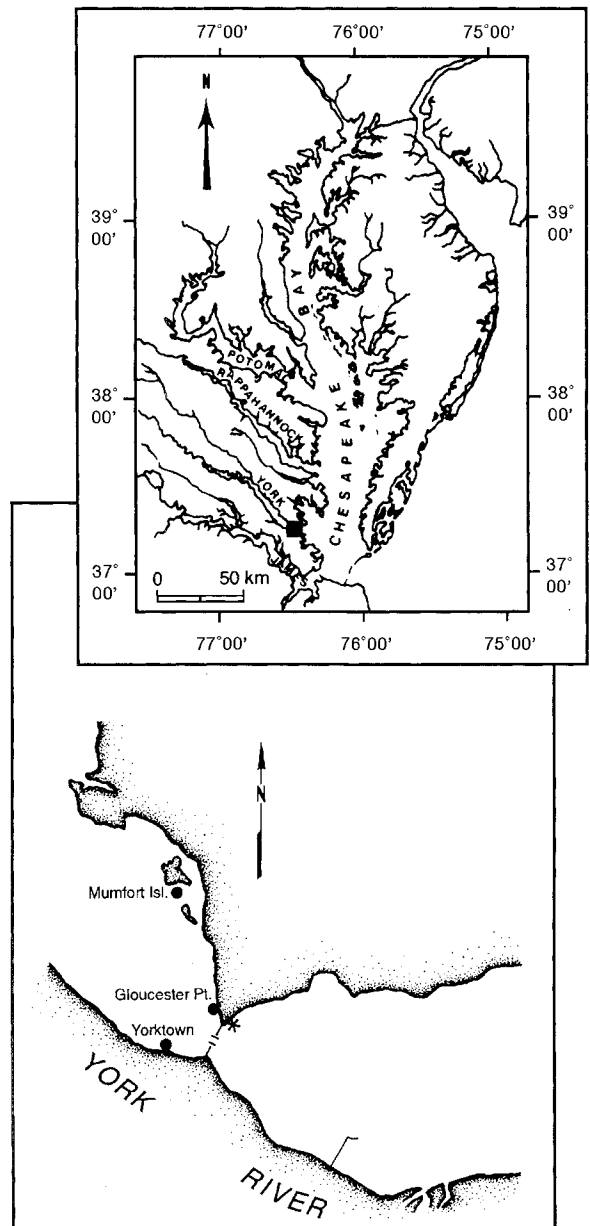 77°00'
76°00'
75°00'
N
39°
00'
39°
00'
BAY
POTOMA
RAPPAHANNOCK
38°
00'
38°
00'
CHESAPEAKE
YORK
JAMES
37°
00'
37°
00'
0 50 km
77°00'
76°00'
75°00'
N
Mumfort Isl.
Gloucester Pt.
*
Yorktown
YORK
RIVER